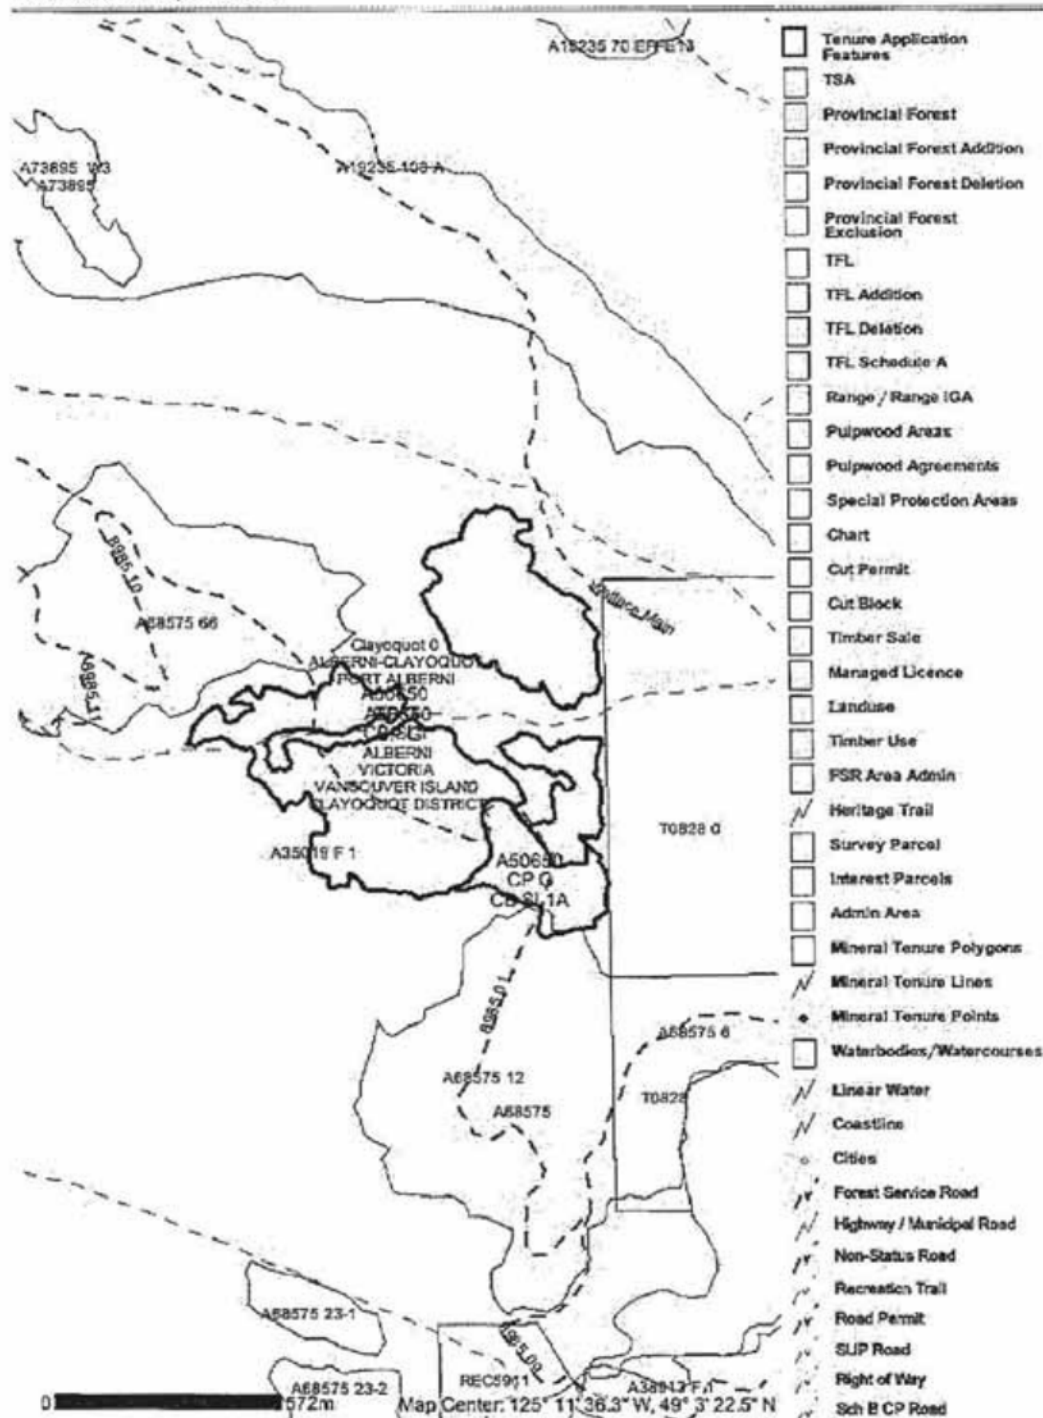 A19235 70 EFFE13
A73895 W3
A73895
A19235 108 A
B985 10
A68575 66
Wallace Main
Clayoquot 0
ALBERNI-CLAYOQUOT
PORT ALBERNI
A50650
ALBERNI
VICTORIA
VANCOUVER ISLAND
CLAYOQUOT DISTRICT
A35019 F 1
A50650
CP G
CB SL1A
T0828 0
A68575 6
A68575 12
A68575
T0828
A68575 23-1
A68575 23-2
REC5911
0
572m
Map Center: 125° 11' 36.3" W, 49° 3' 22.5" N
Tenure Application
Features
TSA
Provincial Forest
Provincial Forest Addition
Provincial Forest Deletion
Provincial Forest
Exclusion
TFL
TFL Addition
TFL Deletion
TFL Schedule A
Range / Range IGA
Pulpwood Areas
Pulpwood Agreements
Special Protection Areas
Chart
Cut Permit
Cut Block
Timber Sale
Managed Licence
Landuse
Timber Use
FSR Area Admin
Heritage Trail
Survey Parcel
Interest Parcels
Admin Area
Mineral Tenure Polygons
Mineral Tenure Lines
Mineral Tenure Points
Waterbodies/Watercourses
Linear Water
Coastline
Cities
Forest Service Road
Highway / Municipal Road
Non-Status Road
Recreation Trail
Road Permit
SUP Road
Right of Way
Sch B CP Road